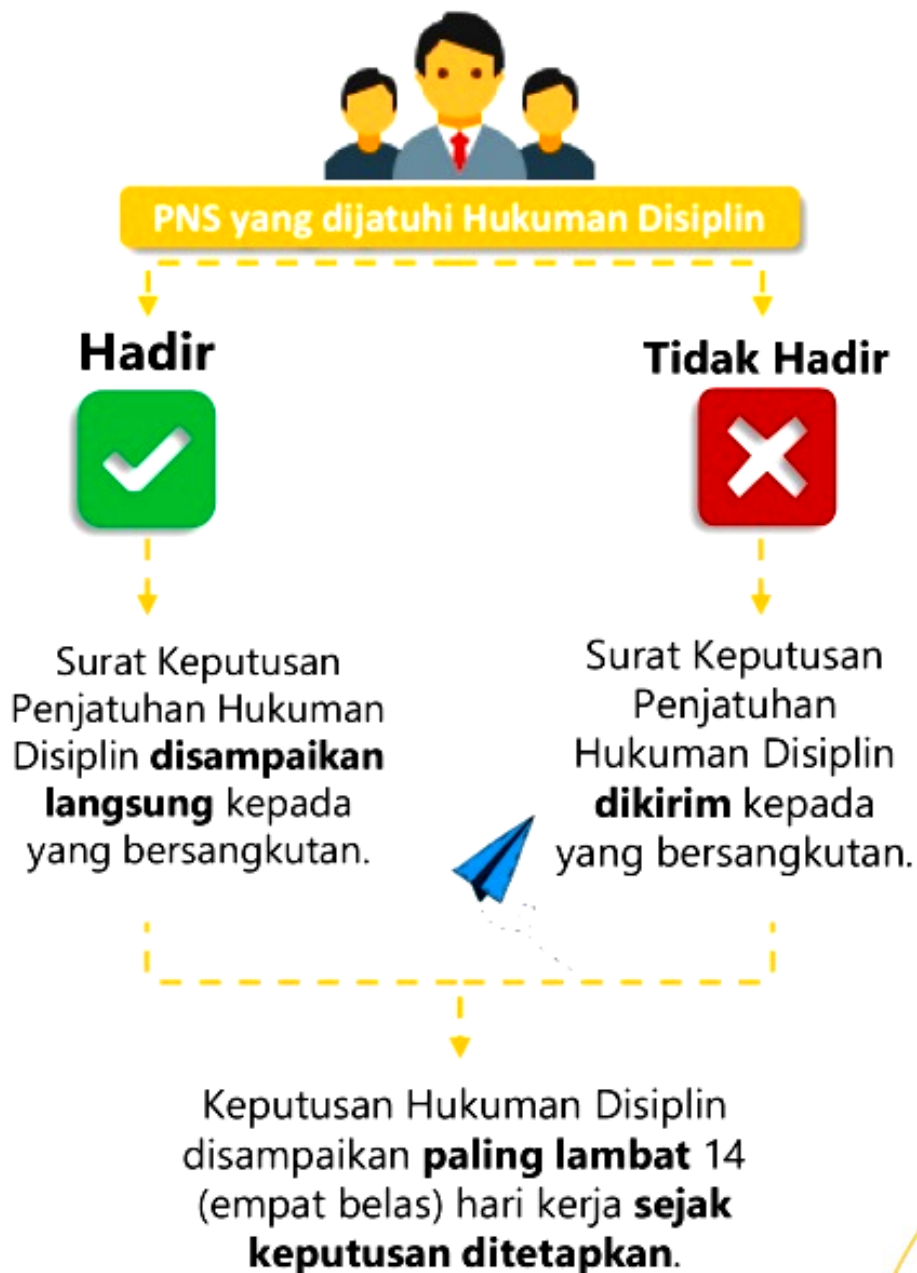 PNS yang dijatuhi Hukuman Disiplin
Hadir
Surat Keputusan
Penjatuhan Hukuman
Disiplin disampaikan
langsung kepada
yang bersangkutan.
Tidak Hadir
Surat Keputusan
Penjatuhan
Hukuman Disiplin
dikirim kepada
yang bersangkutan.
Keputusan Hukuman Disiplin
disampaikan paling lambat 14
(empat belas) hari kerja sejak
keputusan ditetapkan.